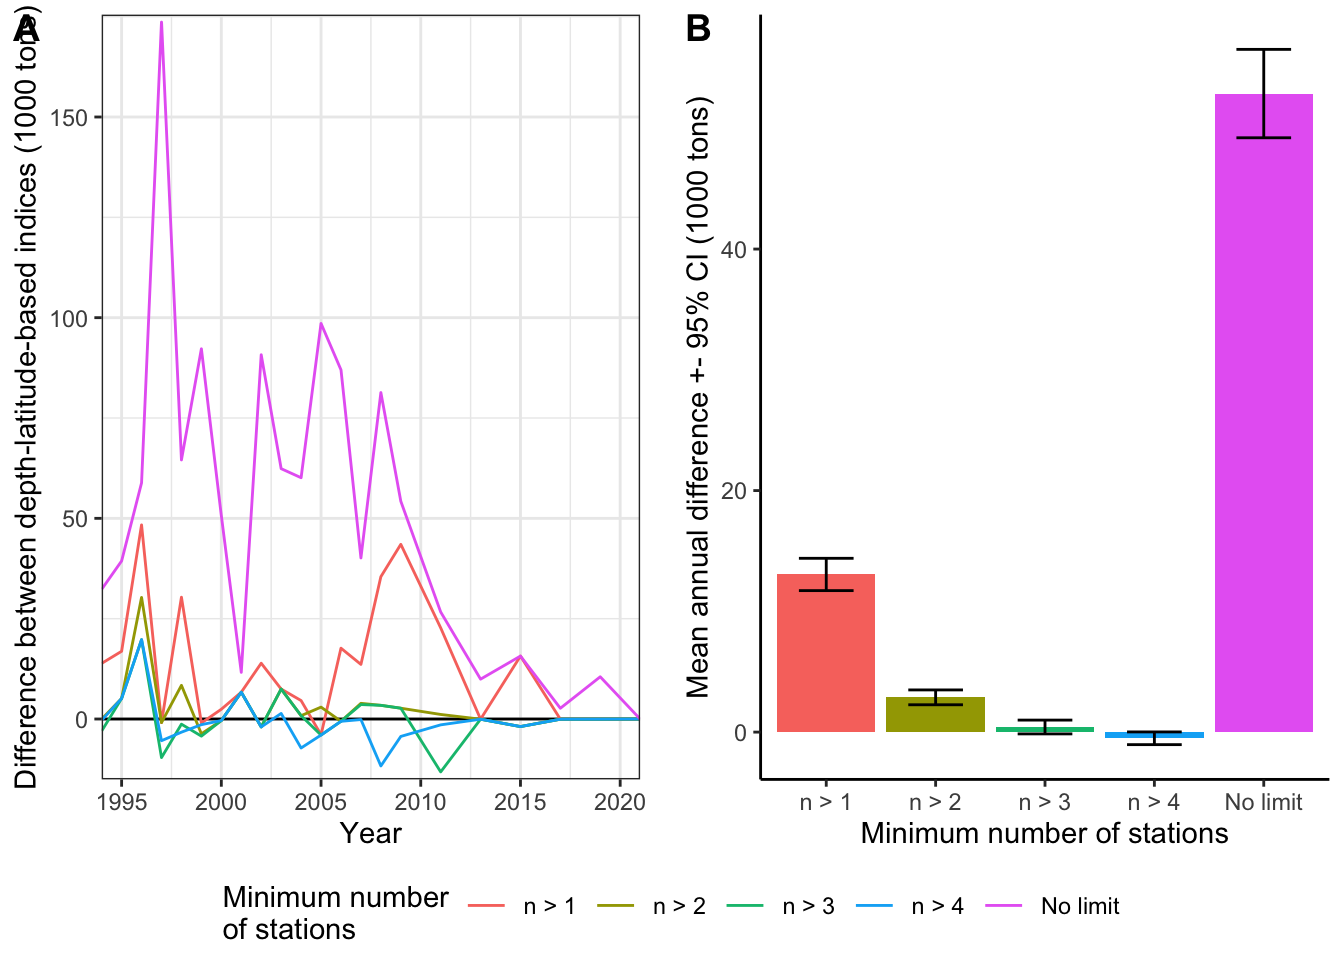 A
Difference between depth-latitude-based indices (1000 tons)
150
100
50
0
1995 2000 2005 2010 2015 2020
Year
B
Mean annual difference +- 95% CI (1000 tons)
40
20
0
n > 1 n > 2 n > 3 n > 4 No limit
Minimum number of stations
Minimum number
of stations
n > 1 n > 2 n > 3 n > 4 No limit